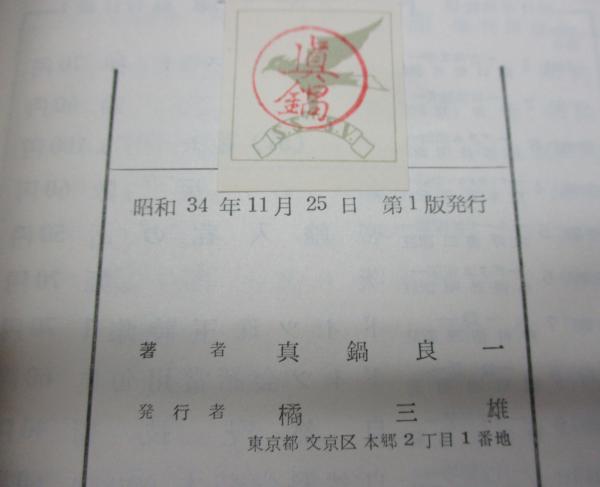 眞鍋
S.S.S.V.
昭和 34 年 11 月 25 日 第 1 版発行
著者 真鍋良一
発行者 橘三雄
東京都 文京区 本郷 2 丁目 1 番地